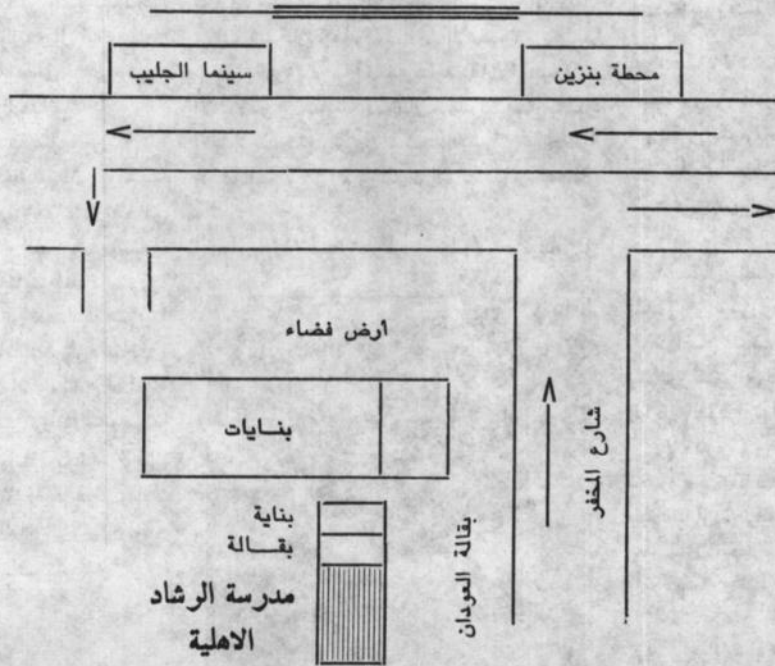 محطة بنزين
سينما الجليب
أرض فضاء
بنايات
شارع المخفر
بناية
بقالة
بقالة العودان
مدرسة الرشاد
الاهلية